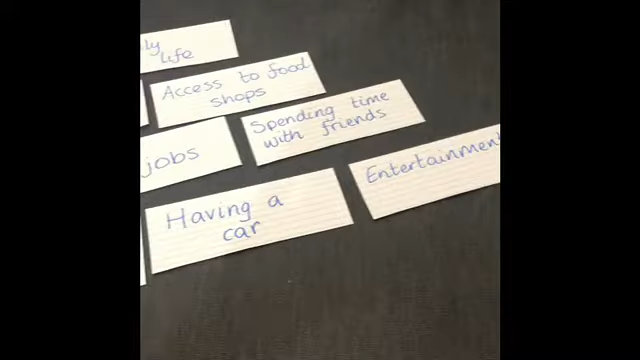 life
Access to food
shops
Spending time
with friends
jobs
Entertainment
Having a
car